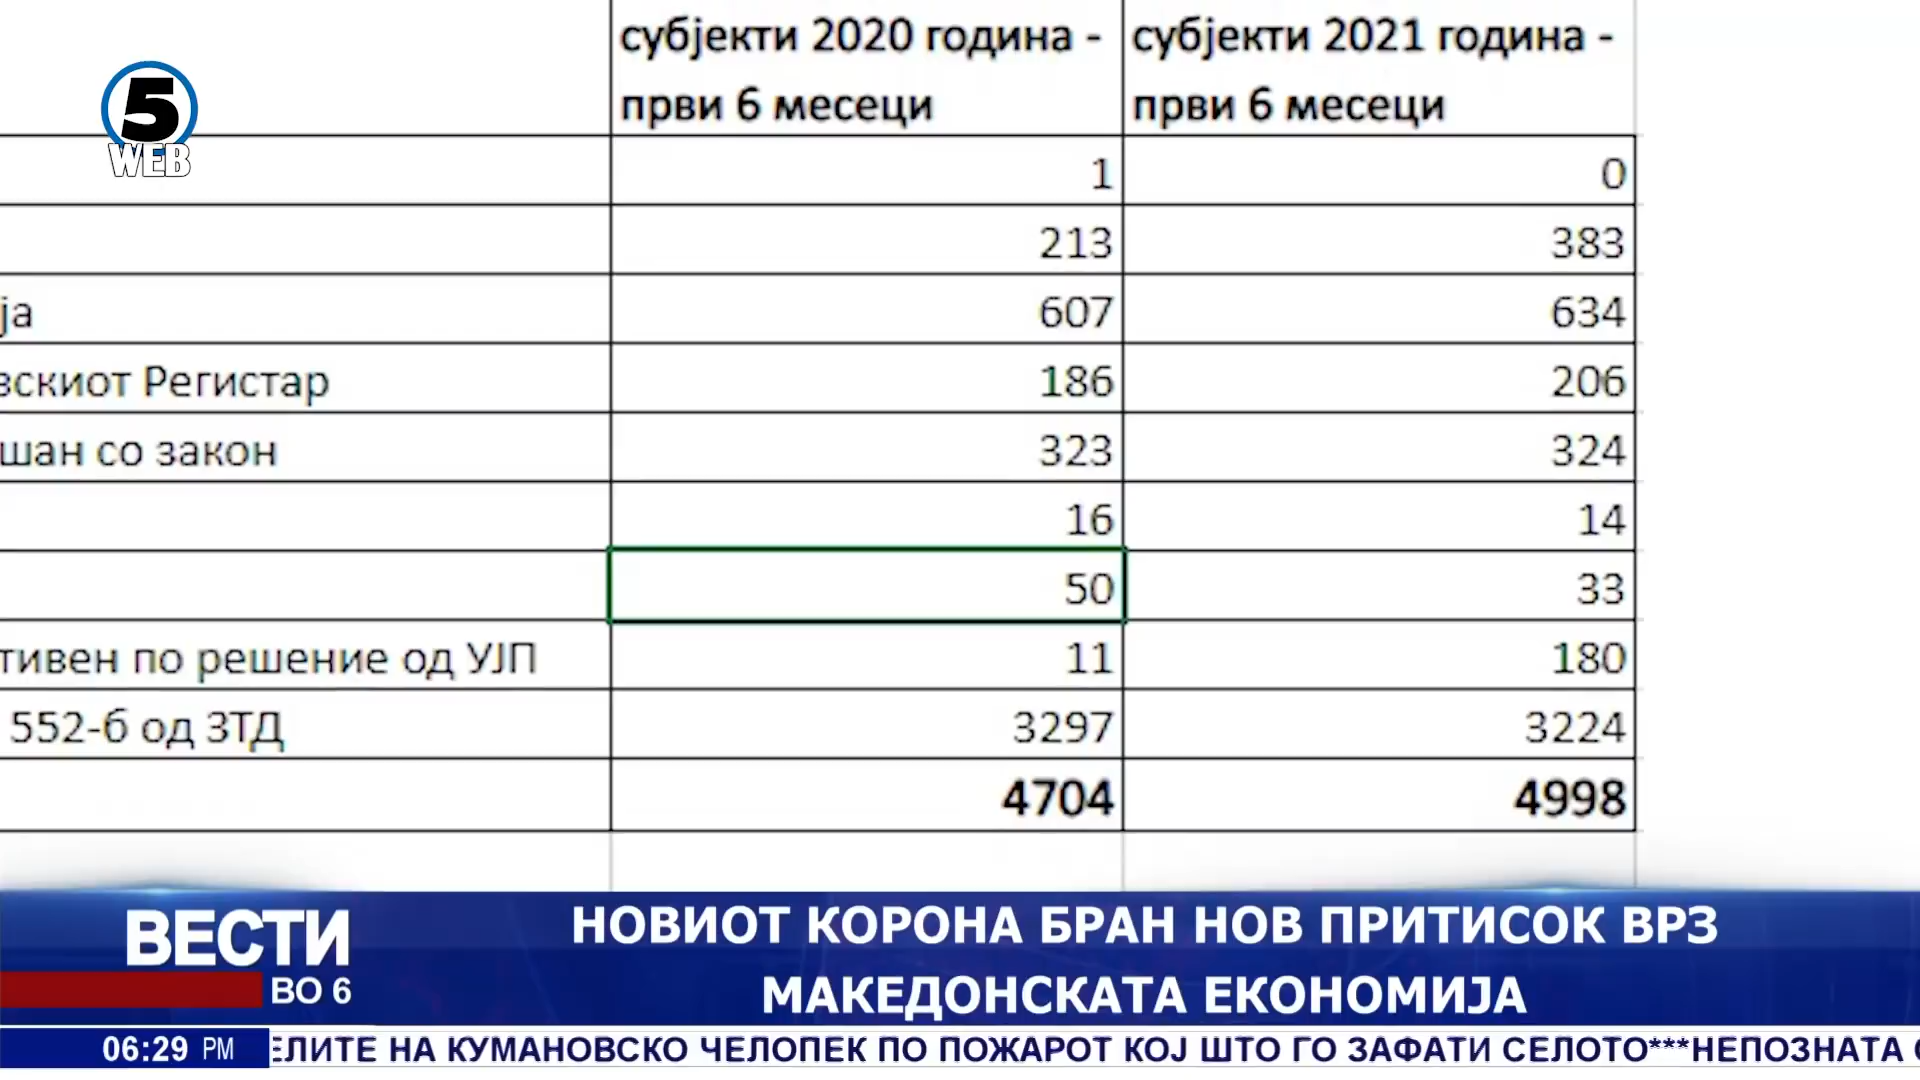 субјекти 2020 година - субјекти 2021 година -
први 6 месеци први 6 месеци
5
WEB
1 0
213 383
ја 607 634
вскиот Регистар 186 206
шан со закон 323 324
16 14
50 33
тивен по решение од УЈП 11 180
552-б од ЗТД 3297 3224
4704 4998
ВЕСТИ
ВО 6
НОВИОТ КОРОНА БРАН НОВ ПРИТИСОК ВРЗ
МАКЕДОНСКАТА ЕКОНОМИЈА
06:29 PM
ЕЛИТЕ НА КУМАНОВСКО ЧЕЛОПЕК ПО ПОЖАРОТ КОЈ ШТО ГО ЗАФАТИ СЕЛОТО***НЕПОЗНАТА